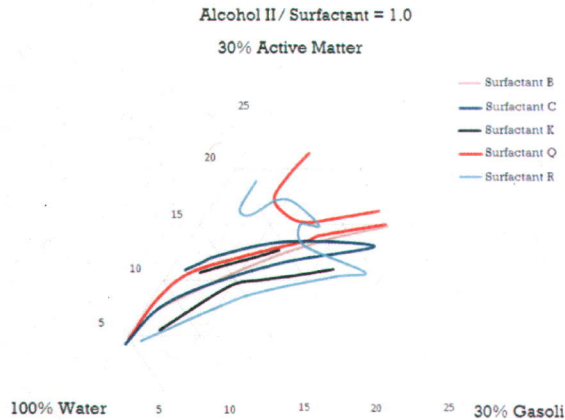 Alcohol II/ Surfactant = 1.0
30% Active Matter
Surfactant B
Surfactant C
Surfactant K
Surfactant Q
Surfactant R
25
20
15
10
5
100% Water 5 10 15 20 25 30% Gasoli